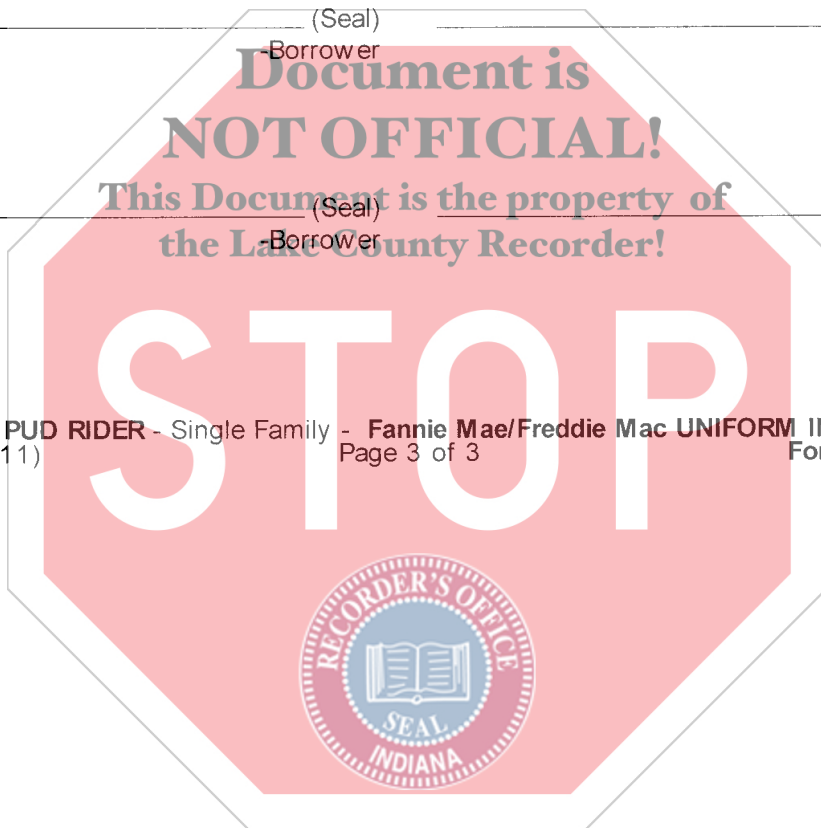 (Seal)
-Borrower
Document is
NOT OFFICIAL!
This Document is the property of
the Lake County Recorder!
(Seal)
-Borrower
STOP
PUD RIDER - Single Family - Fannie Mae/Freddie Mac UNIFORM
11) Page 3 of 3
RECORDER'S OFFICE
SEAL
INDIANA